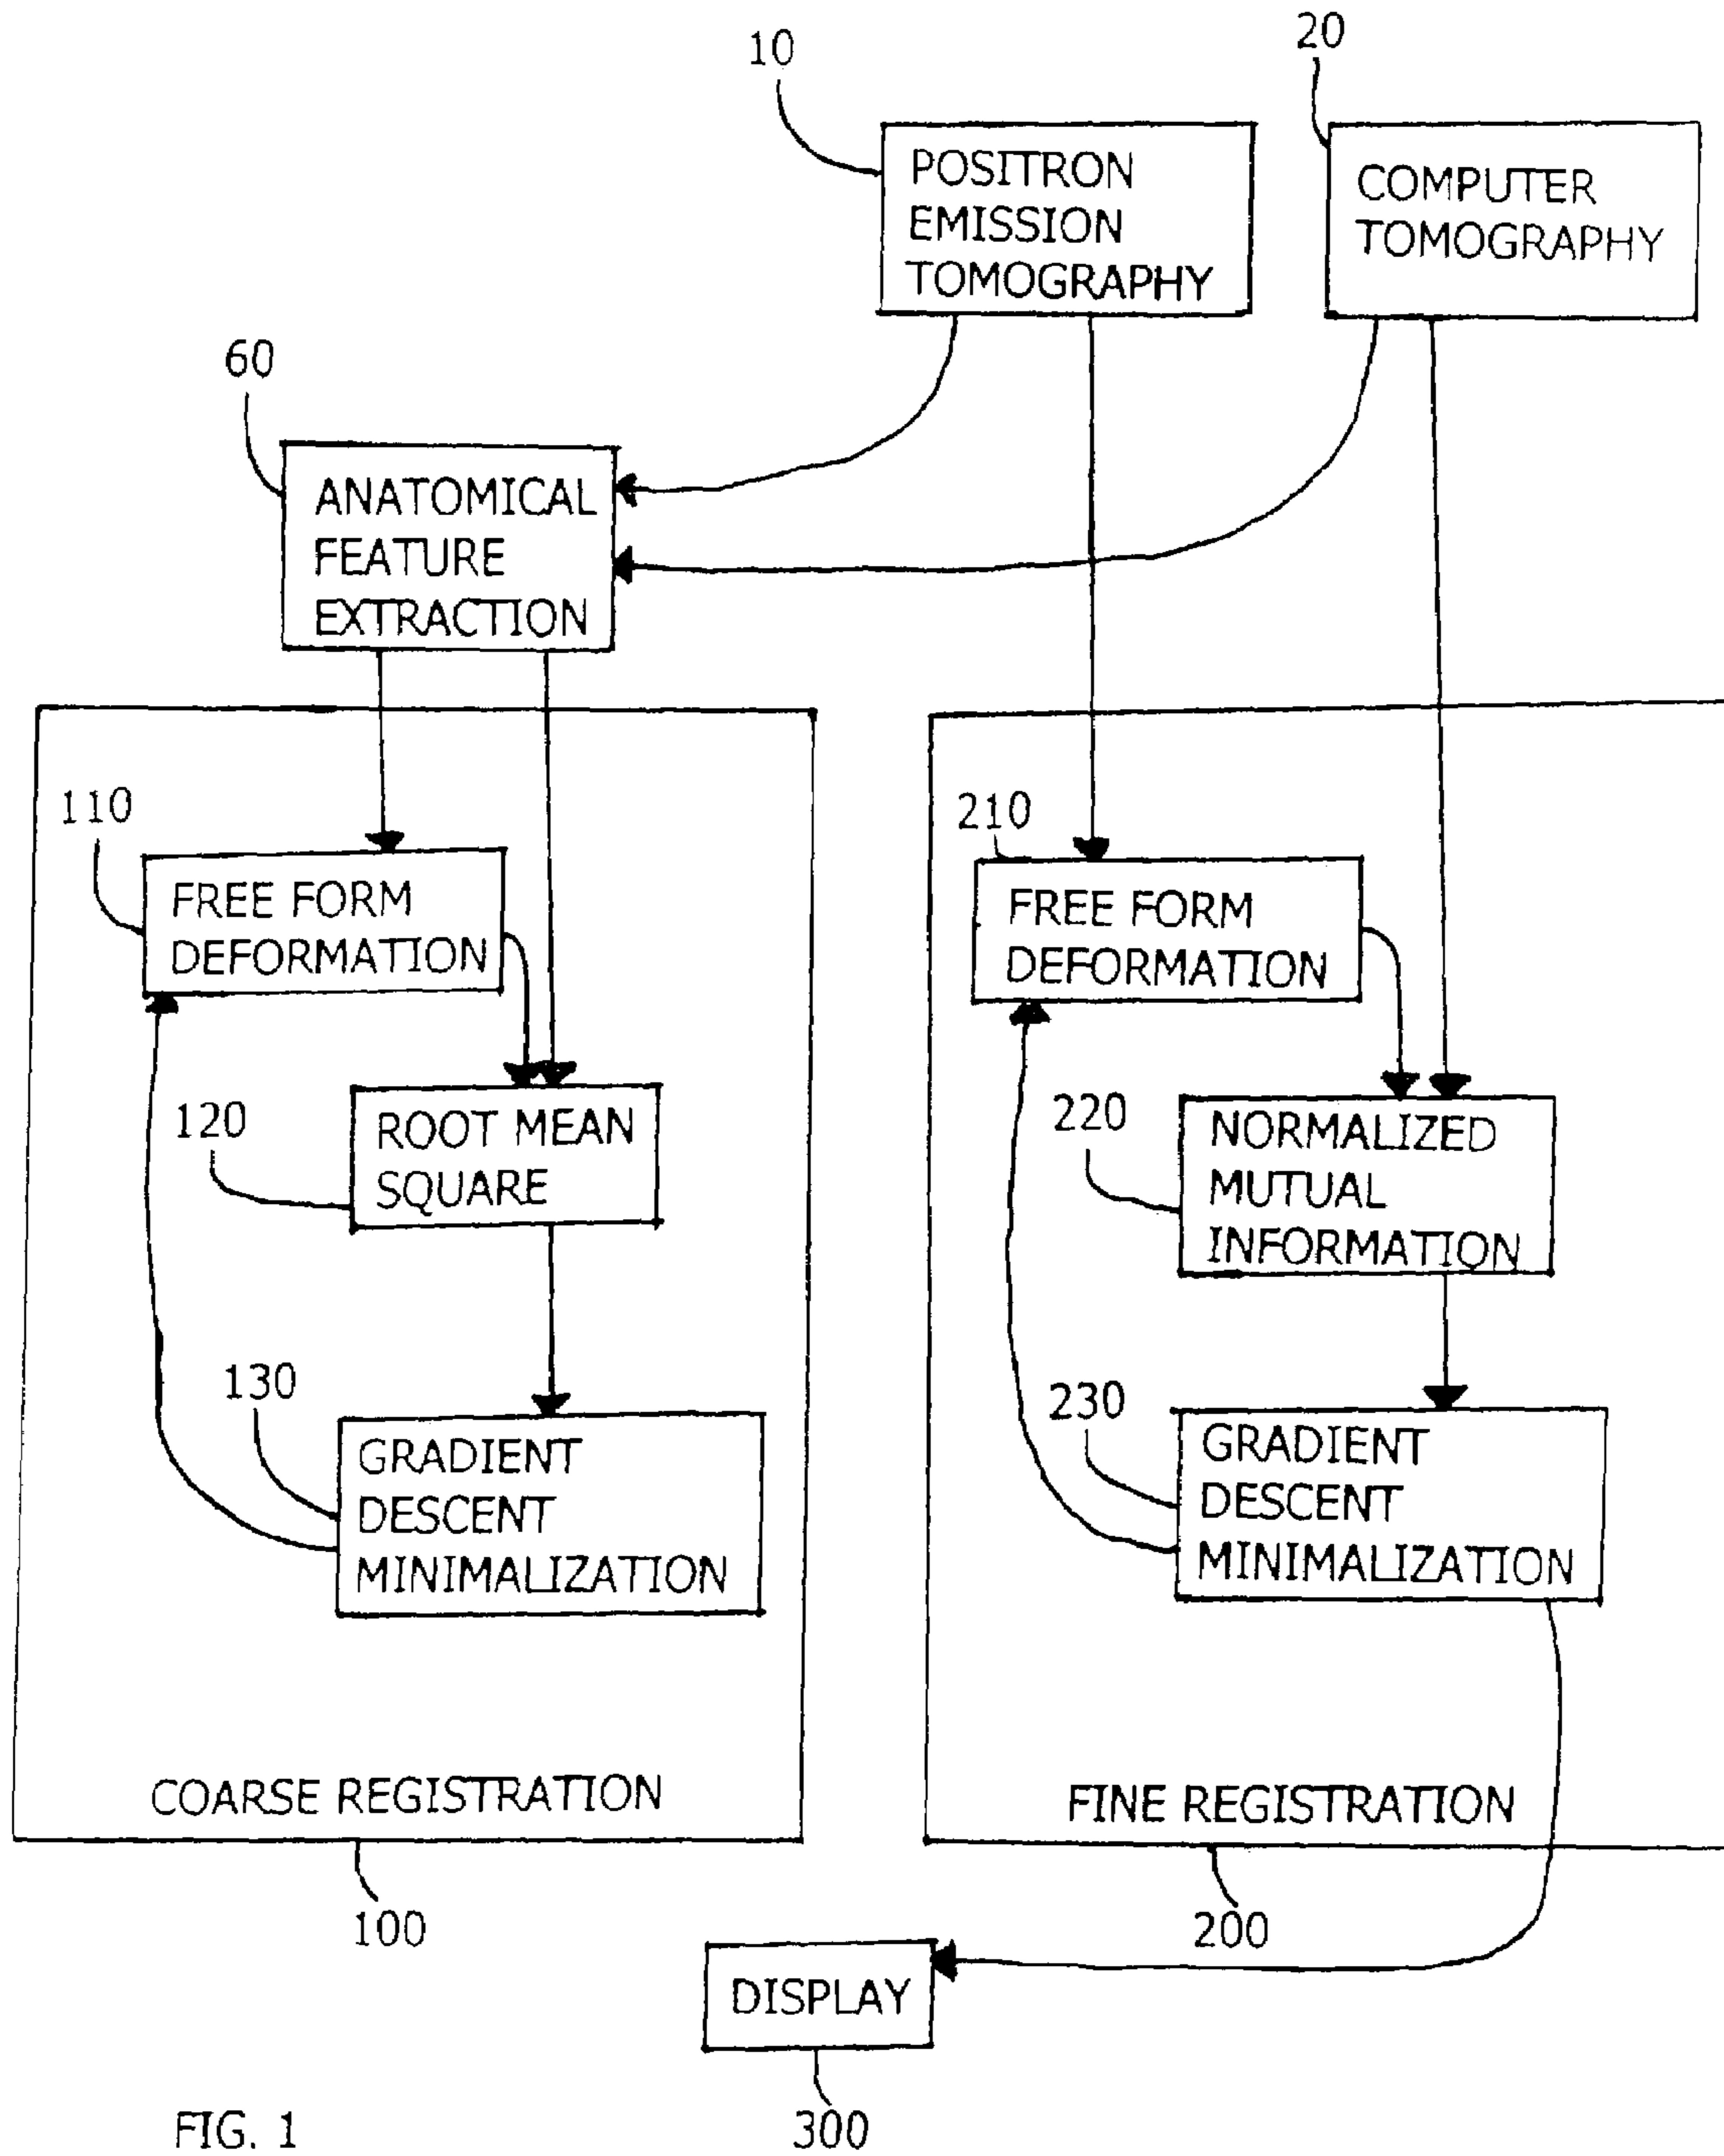 10
20
POSITRON
EMISSION
TOMOGRAPHY
COMPUTER
TOMOGRAPHY
60
ANATOMICAL
FEATURE
EXTRACTION
110
FREE FORM
DEFORMATION
120
ROOT MEAN
SQUARE
130
GRADIENT
DESCENT
MINIMALIZATION
COARSE REGISTRATION
100
210
FREE FORM
DEFORMATION
220
NORMALIZED
MUTUAL
INFORMATION
230
GRADIENT
DESCENT
MINIMALIZATION
FINE REGISTRATION
200
DISPLAY
300
FIG. 1